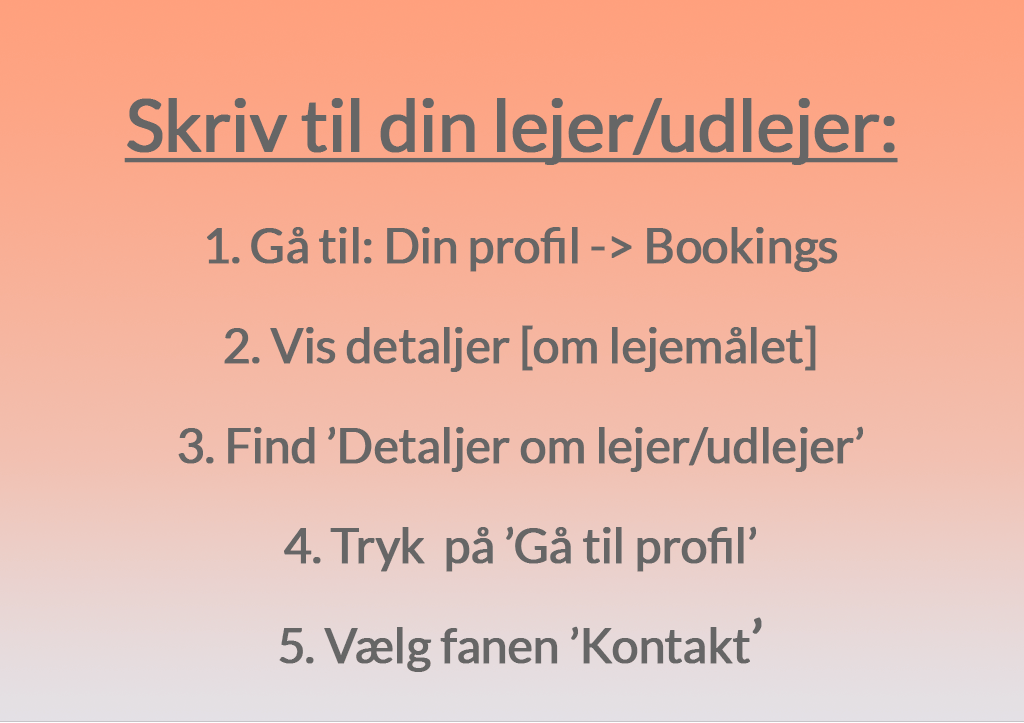 Skriv til din lejer/udlejer:
1. Gå til: Din profil -> Bookings
2. Vis detaljer [om lejemålet]
3. Find ’Detaljer om lejer/udlejer’
4. Tryk  på ’Gå til profil’
5. Vælg fanen ’Kontakt’